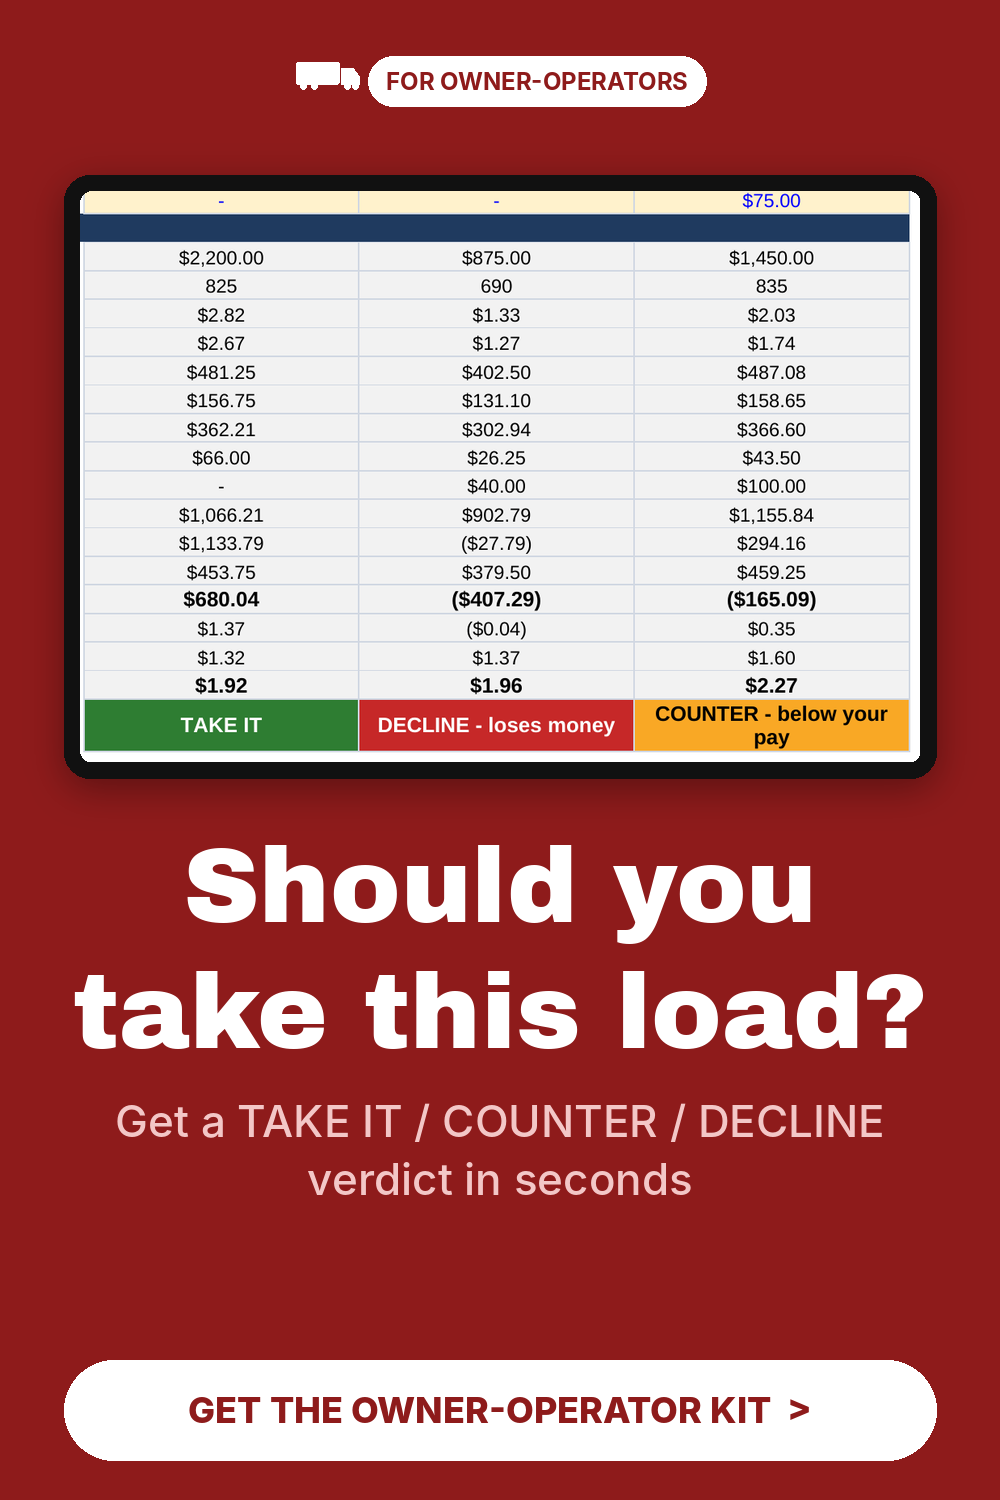 FOR OWNER-OPERATORS
- - $75.00
$2,200.00 $875.00 $1,450.00
825 690 835
$2.82 $1.33 $2.03
$2.67 $1.27 $1.74
$481.25 $402.50 $487.08
$156.75 $131.10 $158.65
$362.21 $302.94 $366.60
$66.00 $26.25 $43.50
- $40.00 $100.00
$1,066.21 $902.79 $1,155.84
$1,133.79 ($27.79) $294.16
$453.75 $379.50 $459.25
$680.04 ($407.29) ($165.09)
$1.37 ($0.04) $0.35
$1.32 $1.37 $1.60
$1.92 $1.96 $2.27
TAKE IT DECLINE - loses money COUNTER - below your
pay
Should you
take this load?
Get a TAKE IT / COUNTER / DECLINE
verdict in seconds
GET THE OWNER-OPERATOR KIT >